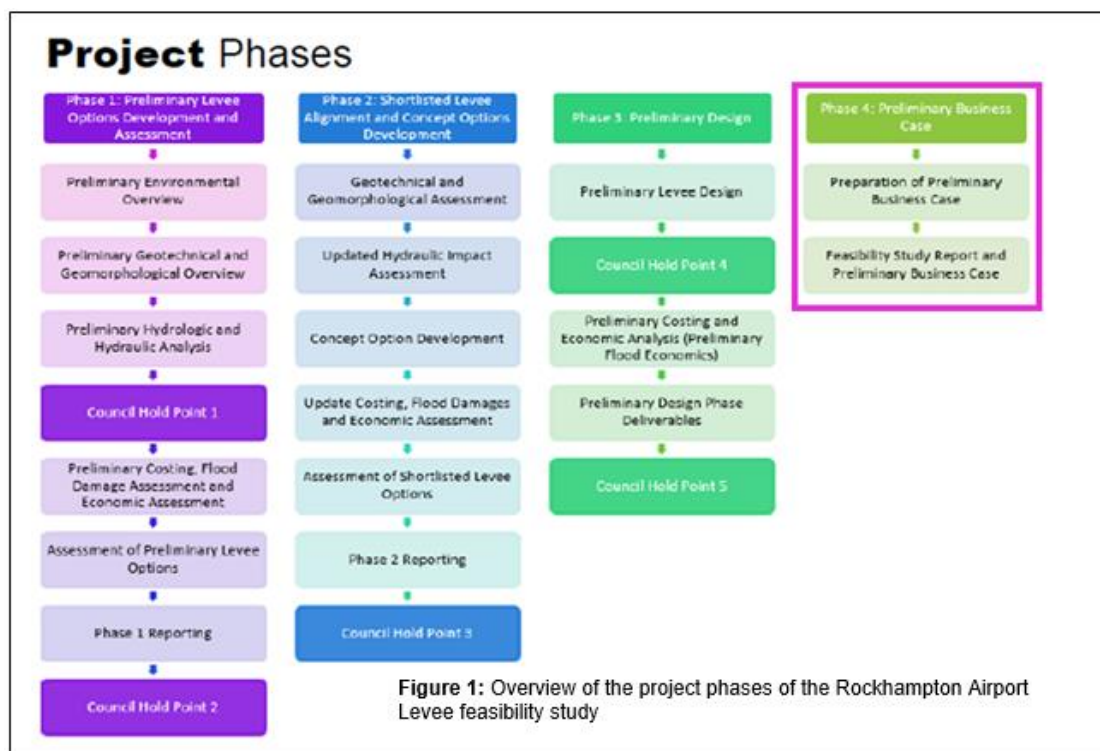 Project Phases
Phase 1: Preliminary Levee
Options Development and
Assessment
Preliminary Environmental
Overview
Preliminary Geotechnical and
Geomorphological Overview
Preliminary Hydrologic and
Hydraulic Analysis
Council Hold Point 1
Preliminary Costing, Flood
Damage Assessment and
Economic Assessment
Assessment of Preliminary Levee
Options
Phase 1 Reporting
Council Hold Point 2
Phase 2: Shortlisted Levee
Alignment and Concept Options
Development
Geotechnical and
Geomorphological Assessment
Updated Hydraulic Impact
Assessment
Concept Option Development
Update Costing, Flood Damages
and Economic Assessment
Assessment of Shortlisted Levee
Options
Phase 2 Reporting
Council Hold Point 3
Phase 3: Preliminary Design
Preliminary Levee Design
Council Hold Point 4
Preliminary Costing and
Economic Analysis (Preliminary
Flood Economics)
Preliminary Design Phase
Deliverables
Council Hold Point 5
Phase 4: Preliminary Business
Case
Preparation of Preliminary
Business Case
Feasibility Study Report and
Preliminary Business Case
Figure 1: Overview of the project phases of the Rockhampton Airport
Levee feasibility study